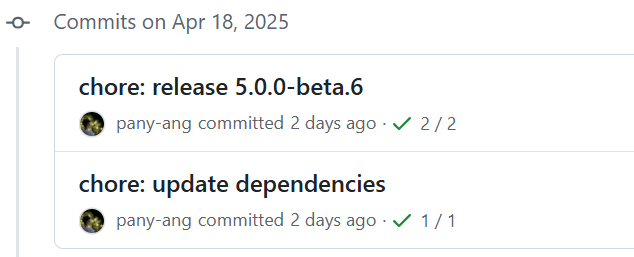 Commits on Apr 18, 2025
chore: release 5.0.0-beta.6
pany-ang committed 2 days ago · 2 / 2
chore: update dependencies
pany-ang committed 2 days ago · 1 / 1